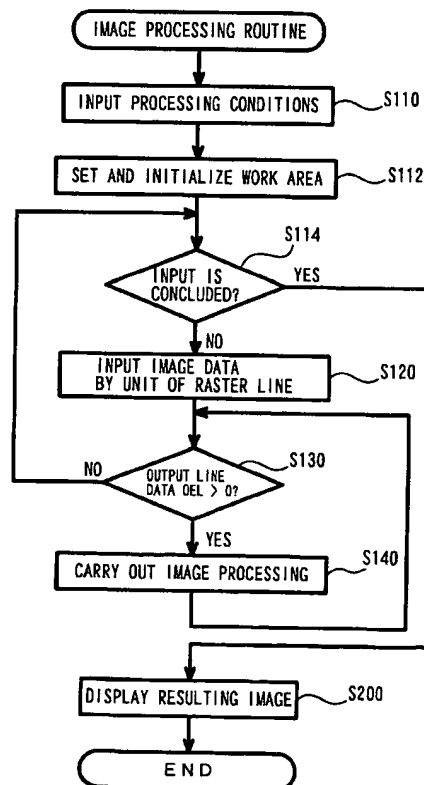 IMAGE PROCESSING ROUTINE
INPUT PROCESSING CONDITIONS
S110
SET AND INITIALIZE WORK AREA
S112
S114
INPUT IS
CONCLUDED?
YES
NO
INPUT IMAGE DATA
BY UNIT OF RASTER LINE
S120
NO
S130
OUTPUT LINE
DATA OEL > 0?
YES
CARRY OUT IMAGE PROCESSING
S140
DISPLAY RESULTING IMAGE
S200
END